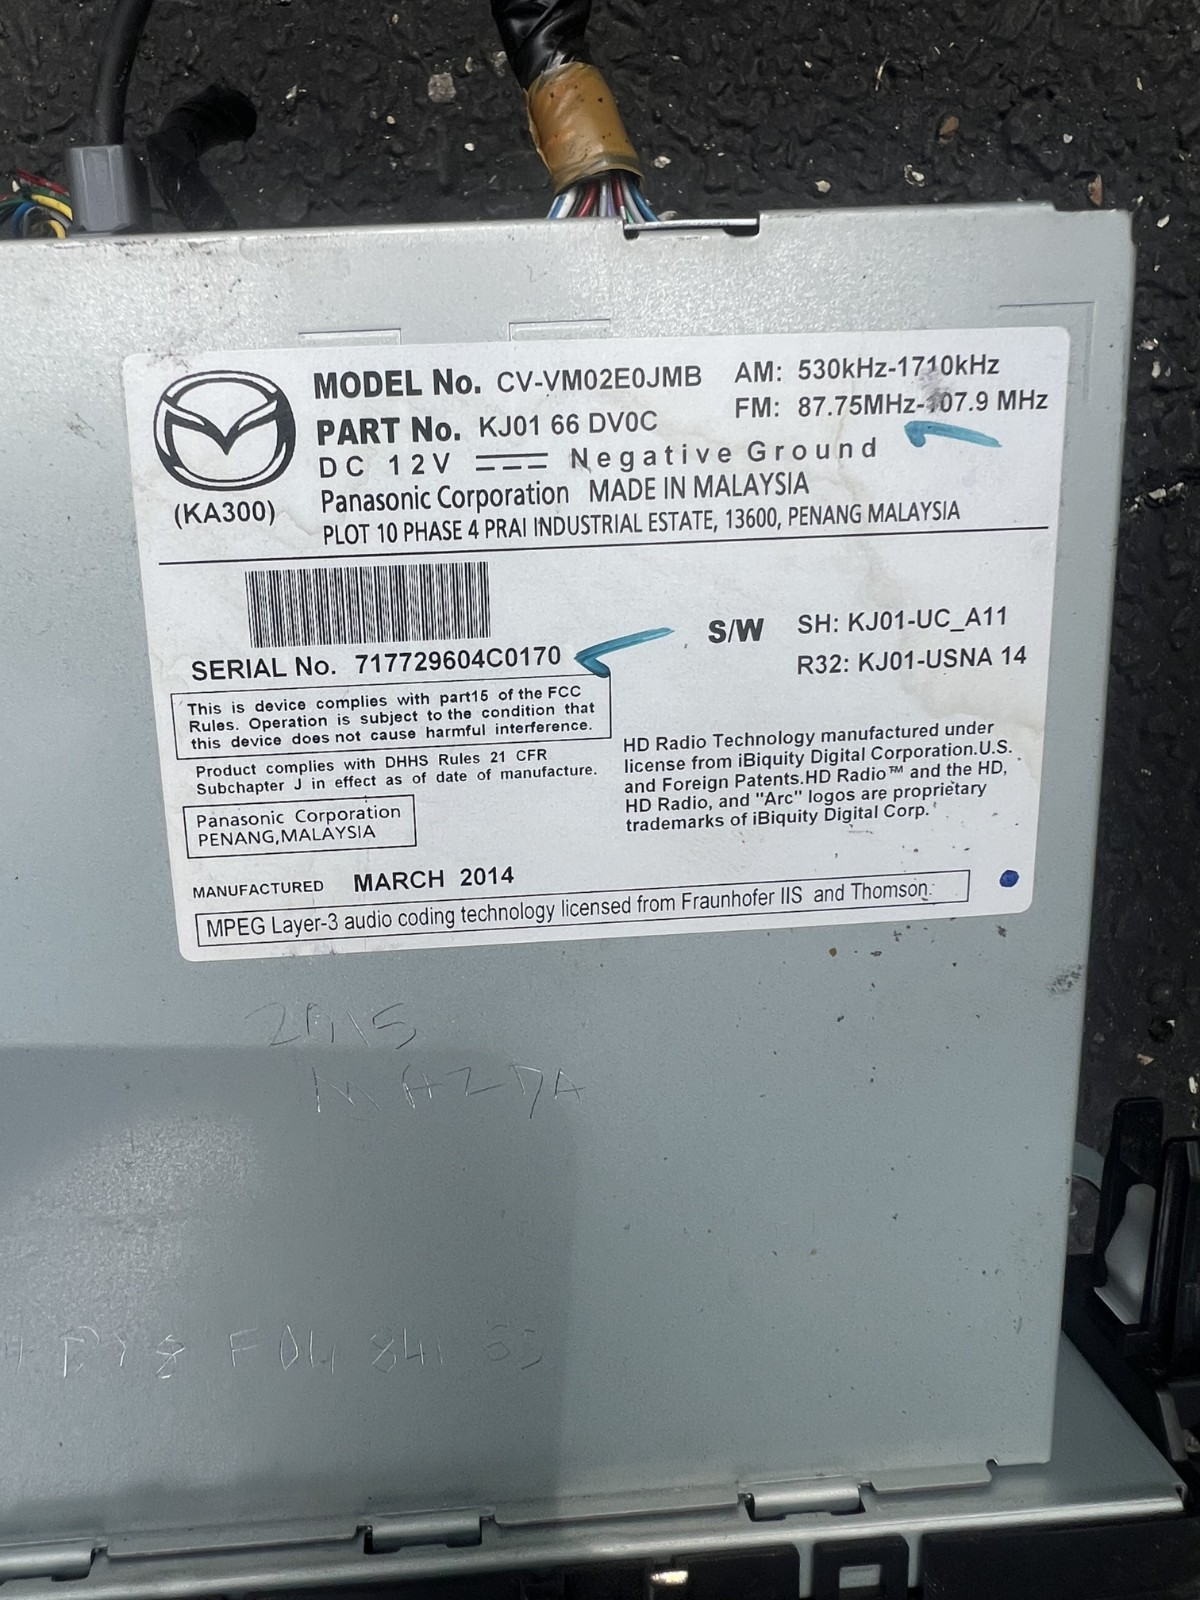 MODEL No. CV-VM02E0JMB
AM: 530kHz-1710kHz
PART No. KJ01 66 DV0C
FM: 87.75MHz-107.9 MHz
DC 12V Negative Ground
(KA300)
Panasonic Corporation MADE IN MALAYSIA
PLOT 10 PHASE 4 PRAI INDUSTRIAL ESTATE, 13600, PENANG MALAYSIA
SERIAL No. 717729604C0170
S/W SH: KJ01-UC_A11
R32: KJ01-USNA 14
This is device complies with part15 of the FCC
Rules. Operation is subject to the condition that
this device does not cause harmful interference.
Product complies with DHHS Rules 21 CFR
Subchapter J in effect as of date of manufacture.
Panasonic Corporation
PENANG,MALAYSIA
HD Radio Technology manufactured under
license from iBiquity Digital Corporation.U.S.
and Foreign Patents.HD Radio™ and the HD,
HD Radio, and "Arc" logos are proprietary
trademarks of iBiquity Digital Corp.
MANUFACTURED MARCH 2014
MPEG Layer-3 audio coding technology licensed from Fraunhofer IIS and Thomson.
2015
MAZDA